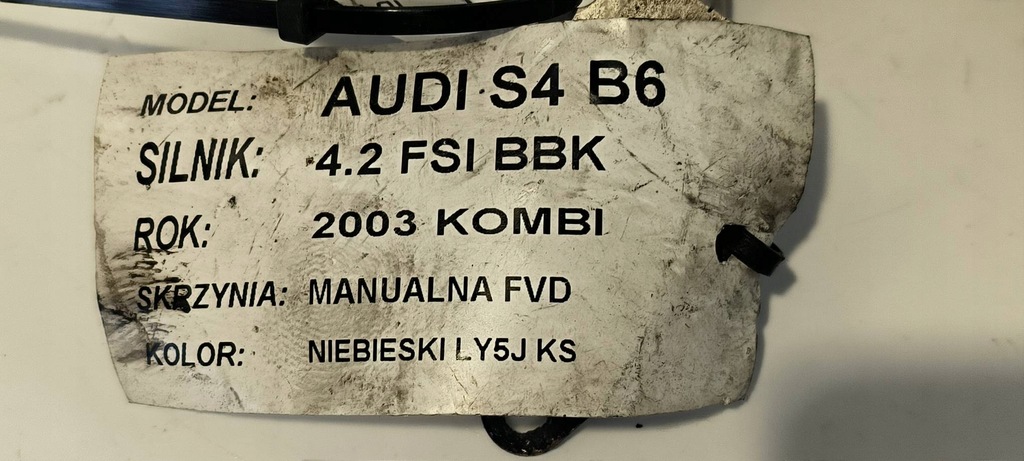 MODEL: AUDI S4 B6
SILNIK: 4.2 FSI BBK
ROK: 2003 KOMBI
SKRZYNIA: MANUALNA FVD
KOLOR: NIEBIESKI LY5J KS